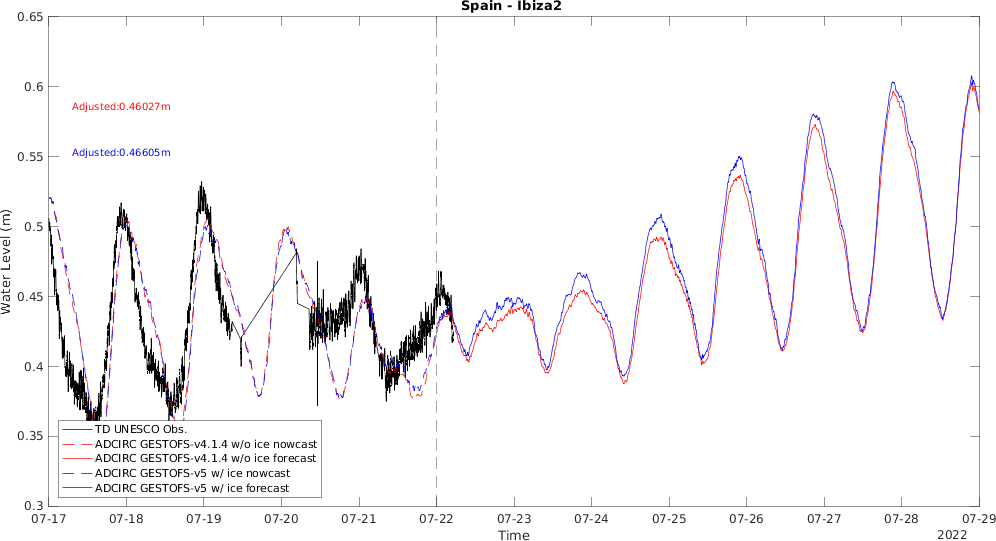 Spain - Ibiza2
0.65
0.6
0.55
0.5
0.45
0.4
0.35
0.3
Water Level (m)
Adjusted:0.46027m
Adjusted:0.46605m
TD UNESCO Obs.
ADCIRC GESTOFS-v4.1.4 w/o ice nowcast
ADCIRC GESTOFS-v4.1.4 w/o ice forecast
ADCIRC GESTOFS-v5 w/ ice nowcast
ADCIRC GESTOFS-v5 w/ ice forecast
07-17 07-18 07-19 07-20 07-21 07-22 07-23 07-24 07-25 07-26 07-27 07-28 07-29
Time
2022